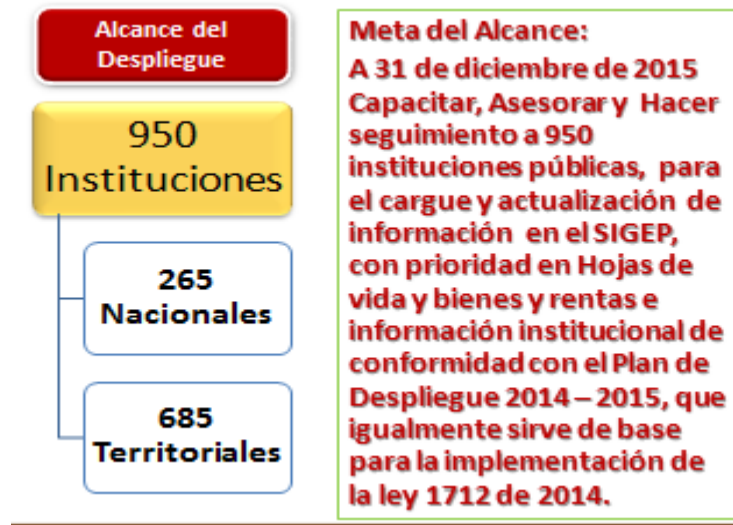 Alcance del
Despliegue
950
Instituciones
265
Nacionales
685
Territoriales
Meta del Alcance:
A 31 de diciembre de 2015
Capacitar, Asesorar y Hacer
seguimiento a 950
instituciones públicas, para
el cargue y actualización de
información en el SIGEP,
con prioridad en Hojas de
vida y bienes y rentas e
información institucional de
conformidad con el Plan de
Despliegue 2014 – 2015, que
igualmente sirve de base
para la implementación de
la ley 1712 de 2014.